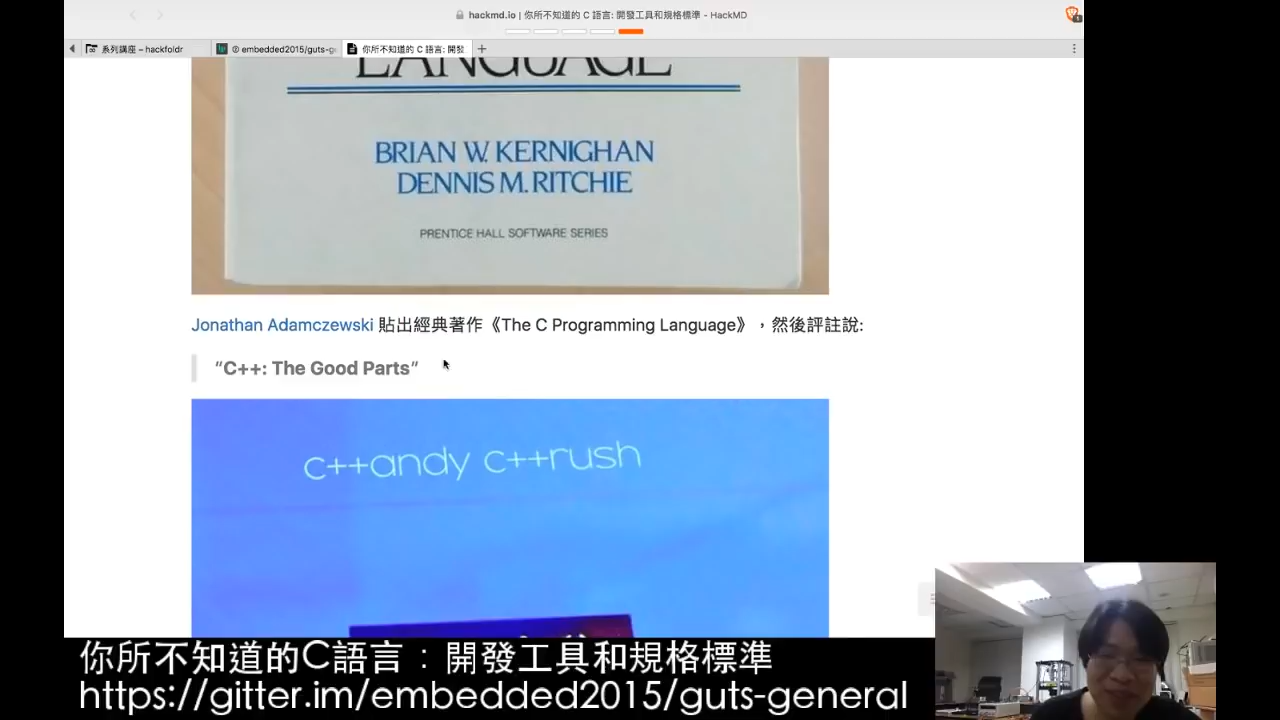 hackmd.io | 你所不知道的 C 語言: 開發工具和規格標準 - HackMD
系列講座 – hackfoldr
embedded2015/guts-g
你所不知道的 C 語言: 開發
LANGUAGE
BRIAN W. KERNIGHAN
DENNIS M. RITCHIE
PRENTICE HALL SOFTWARE SERIES
Jonathan Adamczewski 貼出經典著作《The C Programming Language》，然後評註說:
“C++: The Good Parts”
c++andy c++rush
你所不知道的C語言：開發工具和規格標準
https://gitter.im/embedded2015/guts-general